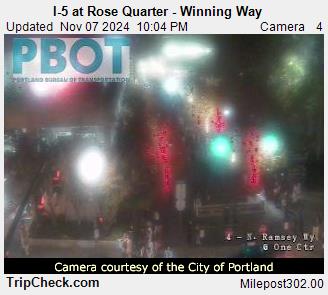 I-5 at Rose Quarter - Winning Way
Updated Nov 07 2024 10:04 PM Camera 4
PBOT
PORTLAND BUREAU OF TRANSPORTATION
4 - N. Ramsey Wy
@ One Ctr
Camera courtesy of the City of Portland
TripCheck.com Milepost302.00